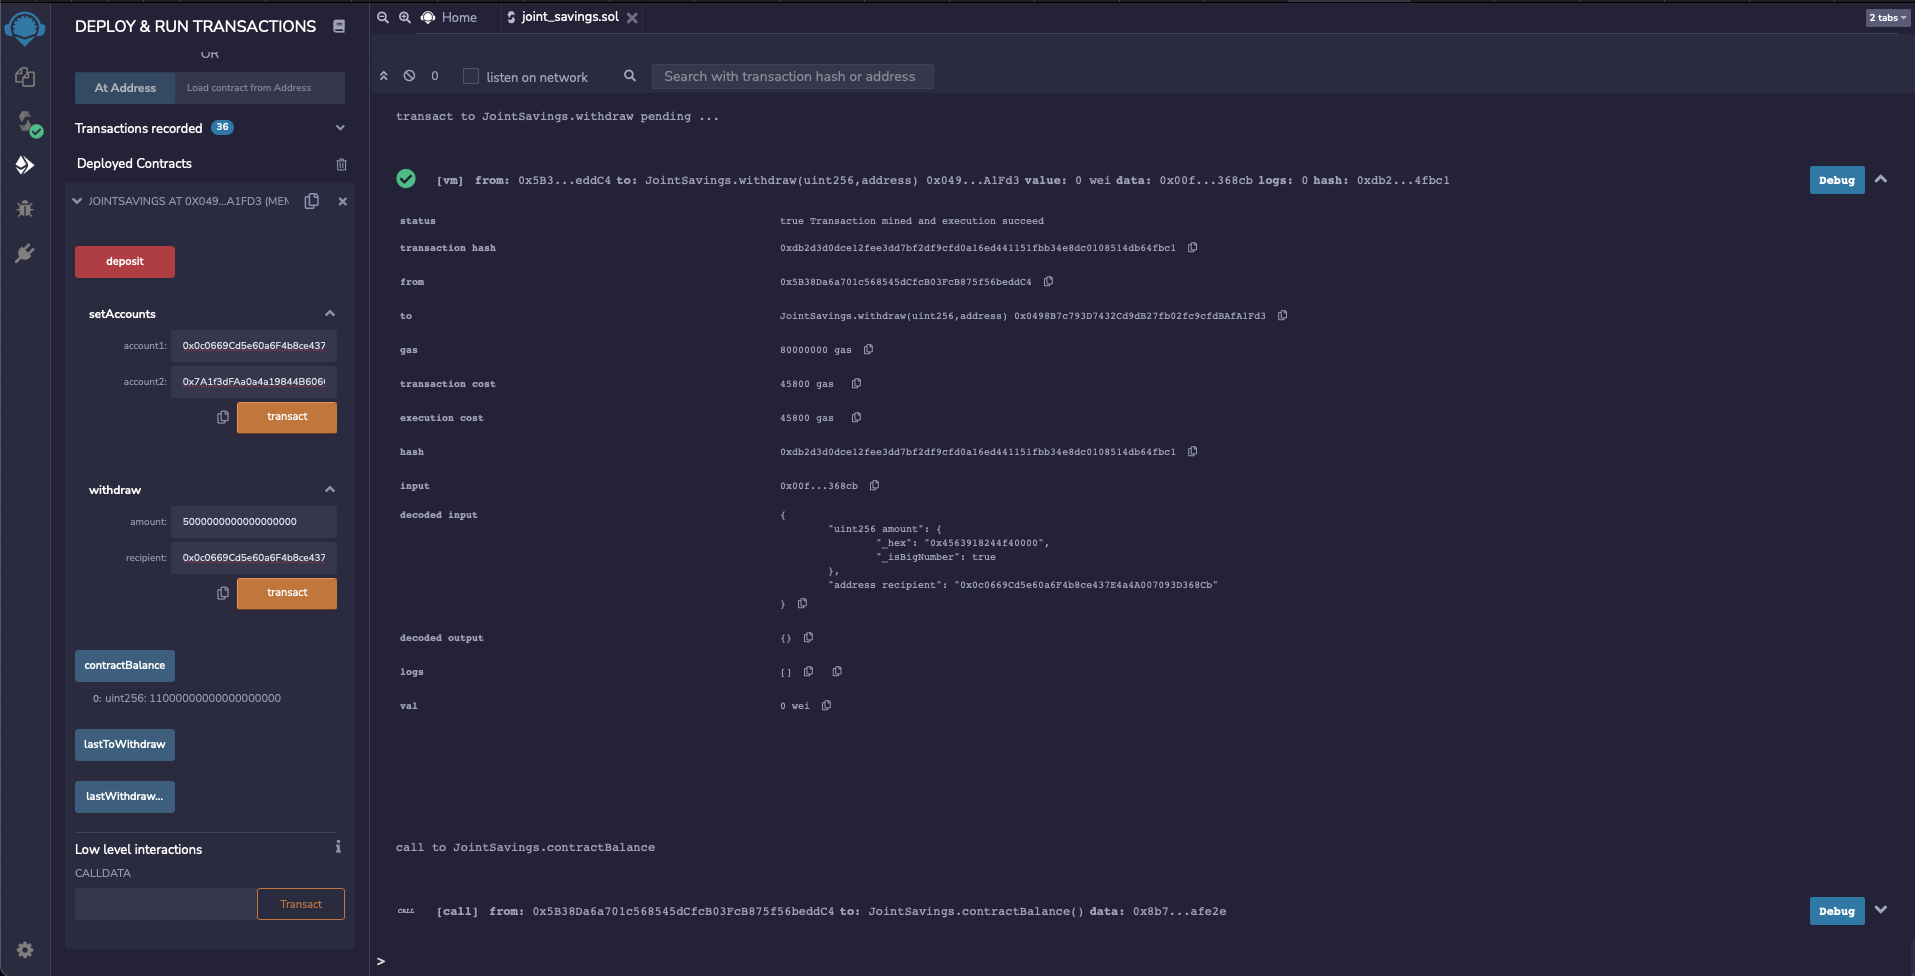 DEPLOY & RUN TRANSACTIONS
OR
At Address
Load contract from Address
Transactions recorded 36
Deployed Contracts
JOINTSAVINGS AT 0X049...A1FD3 (MEM
deposit
setAccounts
account1: 0x0c0669Cd5e60a6F4b8ce437
account2: 0x7A1f3dFAa0a4a19844B606
transact
withdraw
amount: 5000000000000000000
recipient: 0x0c0669Cd5e60a6F4b8ce437
transact
contractBalance
0: uint256: 11000000000000000000
lastToWithdraw
lastWithdraw...
Low level interactions
i
CALLDATA
Transact
Home
joint_savings.sol
2 tabs
0
listen on network
Search with transaction hash or address
transact to JointSavings.withdraw pending ...
[vm] from: 0x5B3...eddC4 to: JointSavings.withdraw(uint256,address) 0x049...A1Fd3 value: 0 wei data: 0x00f...368cb logs: 0 hash: 0xdb2...4fbc1
Debug
status true Transaction mined and execution succeed
transaction hash 0xdb2d3d0dce12fee3dd7bf2df9cfd0a16ed441151fbb34e8dc0108514db64fbc1
from 0x5B38Da6a701c568545dCfcB03FcB875f56beddC4
to JointSavings.withdraw(uint256,address) 0x0498B7c793D7432Cd9dB27fb02fc9cfdBAfA1Fd3
gas 80000000 gas
transaction cost 45800 gas
execution cost 45800 gas
hash 0xdb2d3d0dce12fee3dd7bf2df9cfd0a16ed441151fbb34e8dc0108514db64fbc1
input 0x00f...368cb
decoded input {
"uint256 amount": {
"_hex": "0x4563918244f40000",
"_isBigNumber": true
},
"address recipient": "0x0c0669Cd5e60a6F4b8ce437E4a4A007093D368Cb"
}
decoded output {}
logs []
val 0 wei
call to JointSavings.contractBalance
CALL [call] from: 0x5B38Da6a701c568545dCfcB03FcB875f56beddC4 to: JointSavings.contractBalance() data: 0x8b7...afe2e
Debug
>